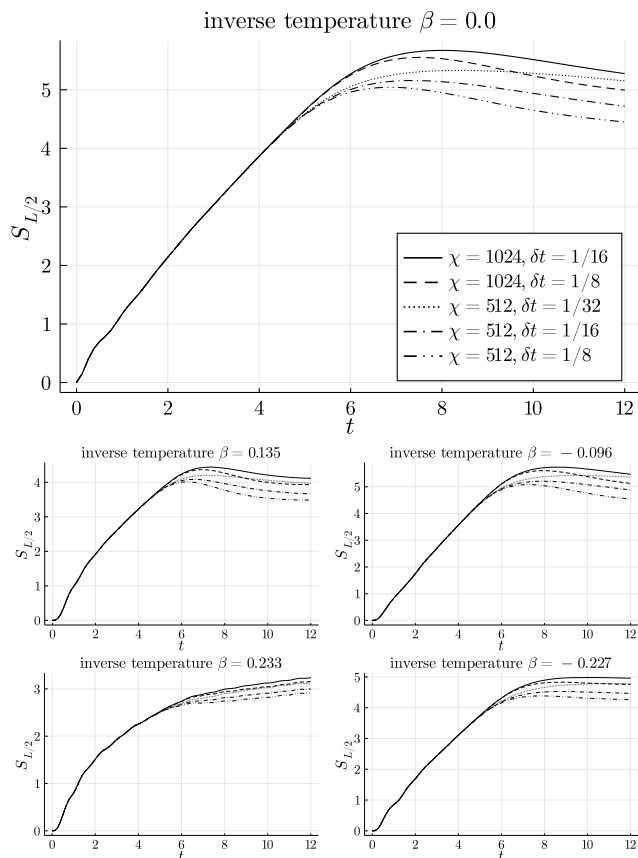 inverse temperature β = 0.0
S_{L/2}
5
4
3
2
1
0
χ = 1024, δt = 1/16
χ = 1024, δt = 1/8
χ = 512, δt = 1/32
χ = 512, δt = 1/16
χ = 512, δt = 1/8
0 2 4 6 8 10 12
t
inverse temperature β = 0.135
S_{L/2}
4
3
2
1
0
0 2 4 6 8 10 12
t
inverse temperature β = − 0.096
S_{L/2}
5
4
3
2
1
0
0 2 4 6 8 10 12
t
inverse temperature β = 0.233
S_{L/2}
3
2
1
0
0 2 4 6 8 10 12
t
inverse temperature β = − 0.227
S_{L/2}
5
4
3
2
1
0
0 2 4 6 8 10 12
t